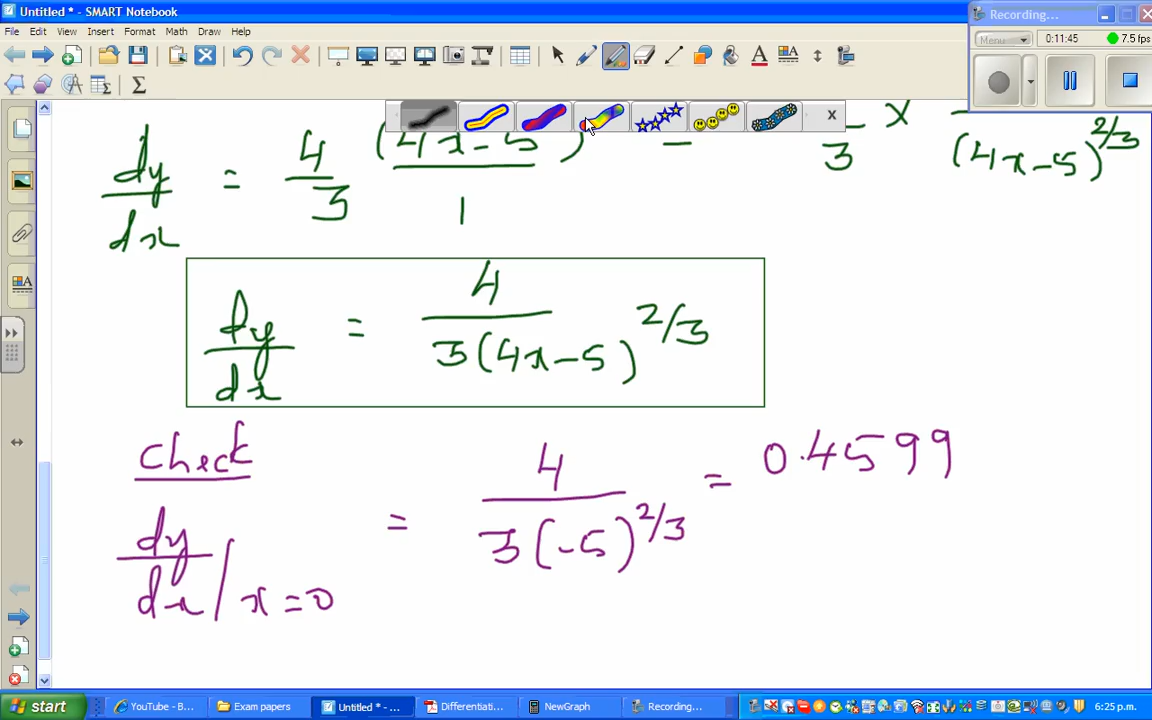 Untitled * - SMART Notebook
Recording...
File Edit View Insert Format Math Draw Help
Menu 0:11:45 7.5 fps
dy/dx = 4/3 (4x-5) / 1 — /3 × — /(4x-5)^2/3
dy/dx = 4 / 3(4x-5)^2/3
Check
dy/dx / x=0 = 4 / 3(-5)^2/3 = 0.4599
start YouTube - B... Exam papers Untitled * - ... Differentiati... NewGraph Recording... 6:25 p.m.